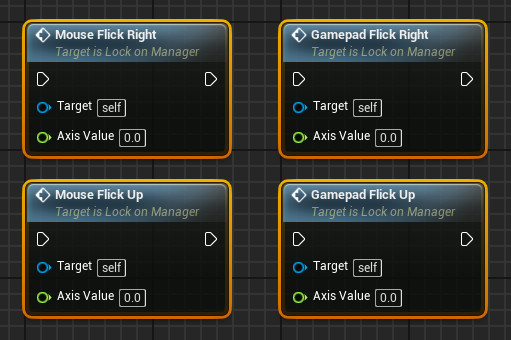 Mouse Flick Right
Target is Lock on Manager
Target self
Axis Value 0.0
Gamepad Flick Right
Target is Lock on Manager
Target self
Axis Value 0.0
Mouse Flick Up
Target is Lock on Manager
Target self
Axis Value 0.0
Gamepad Flick Up
Target is Lock on Manager
Target self
Axis Value 0.0